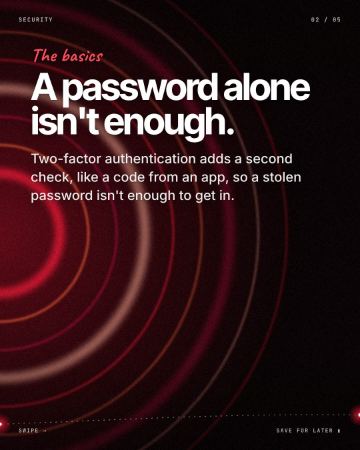 SECURITY
02 / 05
The basics
A password alone
isn't enough.
Two-factor authentication adds a second
check, like a code from an app, so a stolen
password isn't enough to get in.
SWIPE →
SAVE FOR LATER